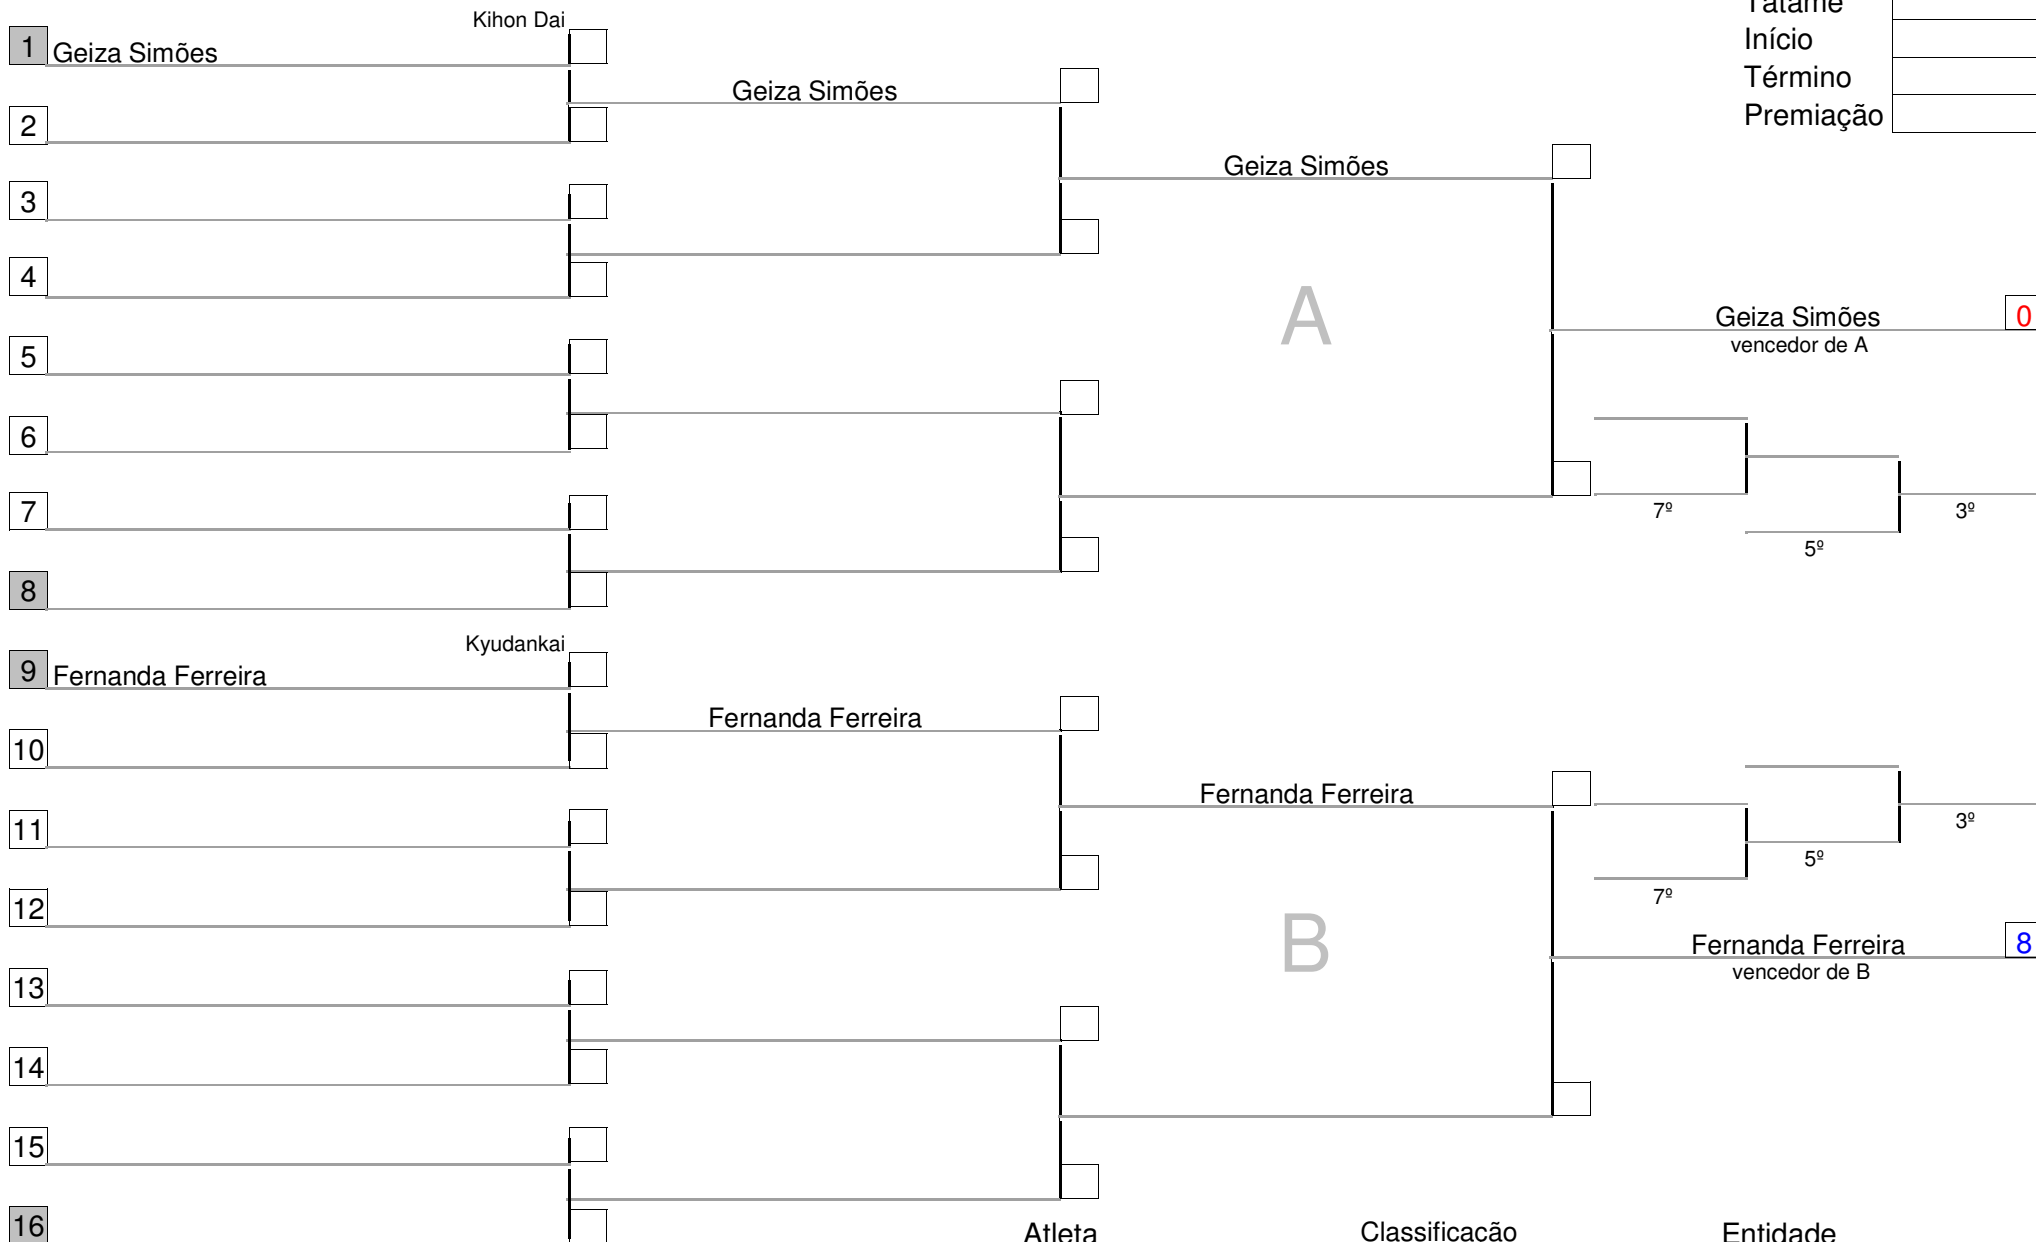 Tatame
Kihon Dai
1 Geiza Simões
Início
Geiza Simões
Término
2
Premiação
Geiza Simões
3
4
A
Geiza Simões 0
vencedor de A
5
6
7
7º 3º
5º
8
Kyudankai
9 Fernanda Ferreira
Fernanda Ferreira
10
Fernanda Ferreira
11
3º
5º
7º
12
B
Fernanda Ferreira 8
vencedor de B
13
14
15
16
Atleta Classificação Entidade